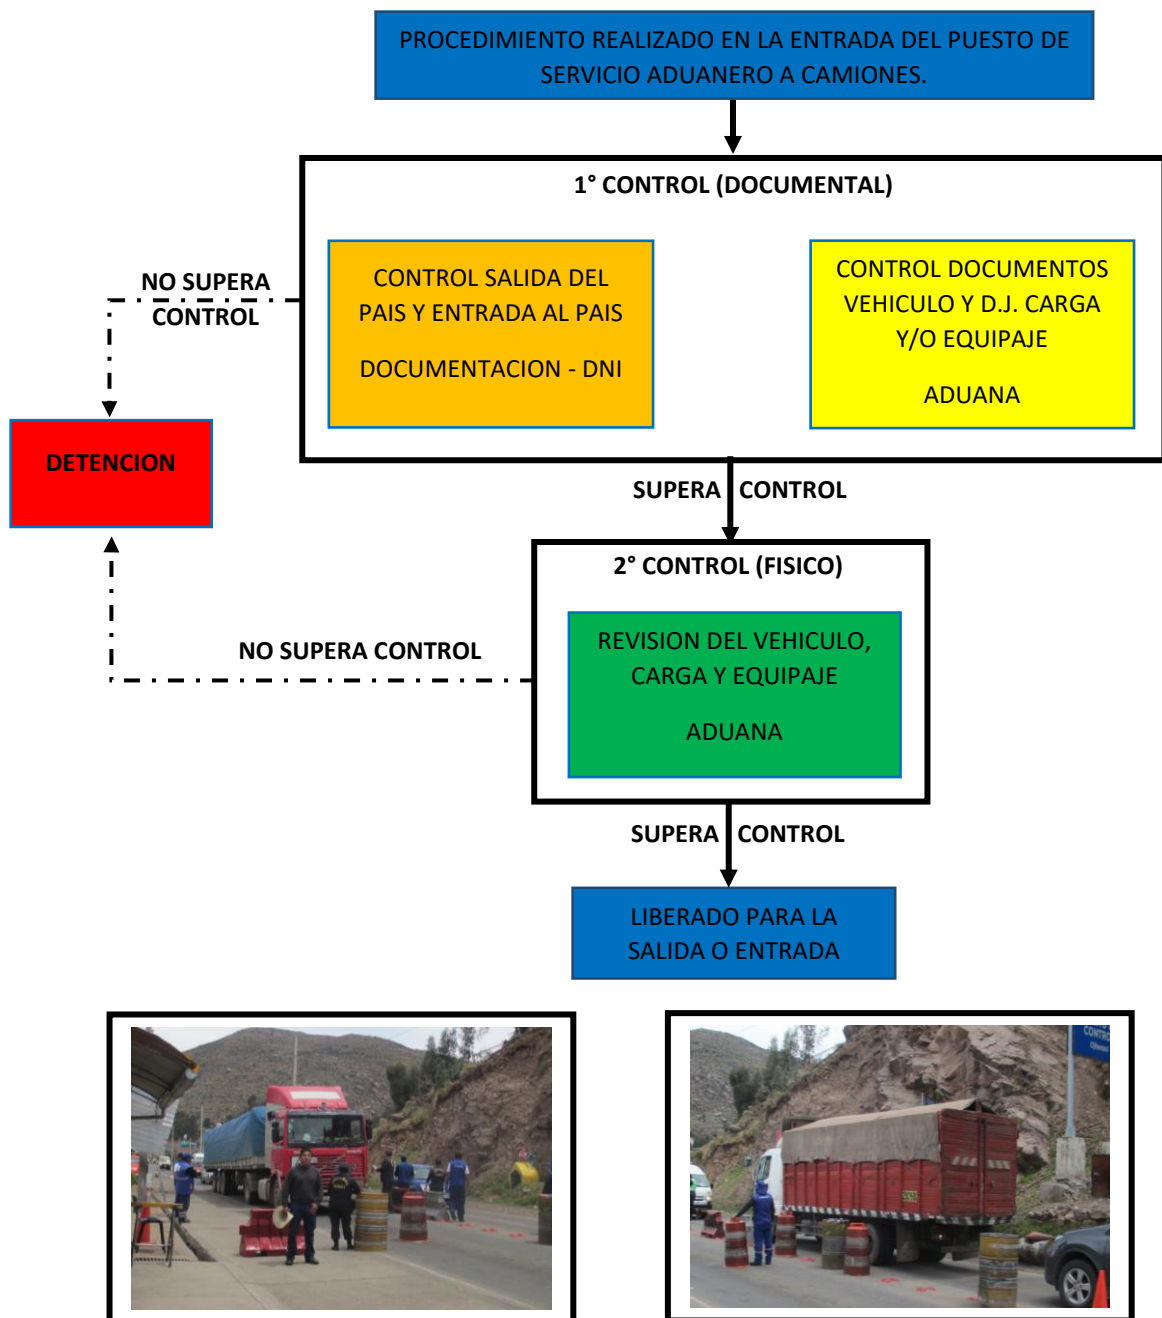 PROCEDIMIENTO REALIZADO EN LA ENTRADA DEL PUESTO DE
SERVICIO ADUANERO A CAMIONES.
1° CONTROL (DOCUMENTAL)
NO SUPERA
CONTROL
CONTROL SALIDA DEL
PAIS Y ENTRADA AL PAIS
DOCUMENTACION - DNI
CONTROL DOCUMENTOS
VEHICULO Y D.J. CARGA
Y/O EQUIPAJE
ADUANA
DETENCION
SUPERA CONTROL
2° CONTROL (FISICO)
NO SUPERA CONTROL
REVISION DEL VEHICULO,
CARGA Y EQUIPAJE
ADUANA
SUPERA CONTROL
LIBERADO PARA LA
SALIDA O ENTRADA